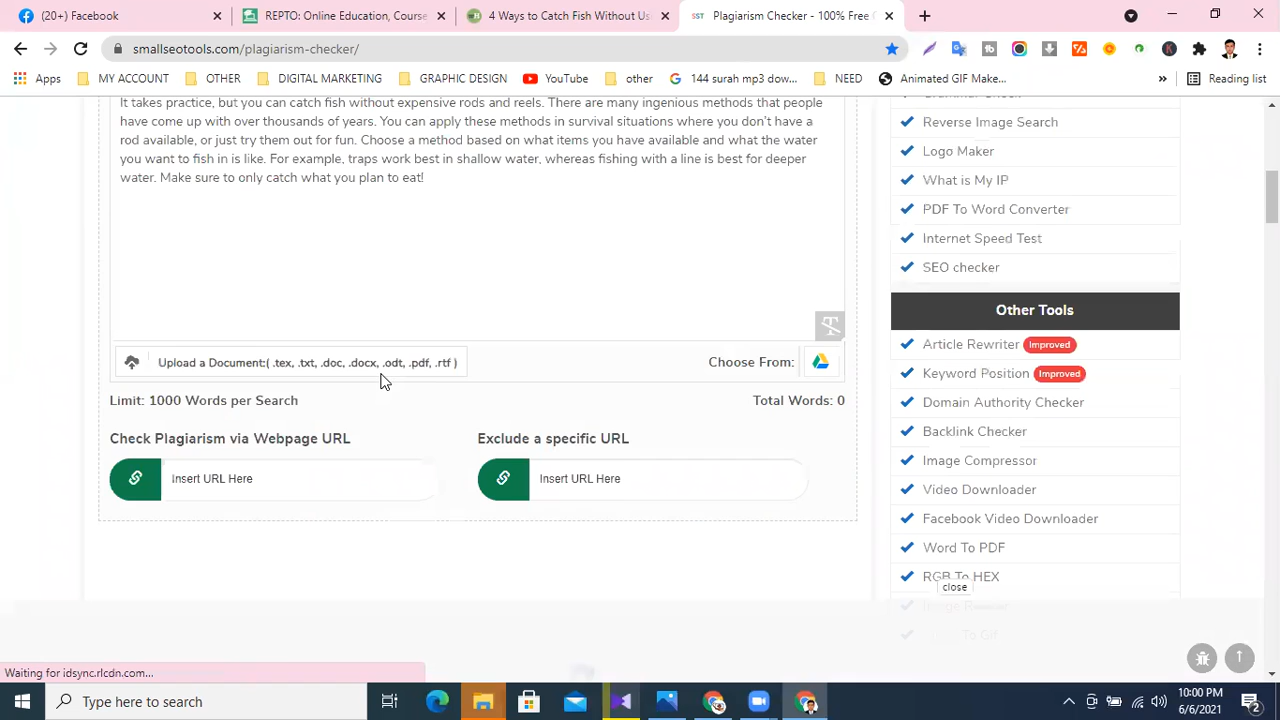 (20+) Facebook
REPTO: Online Education, Course
4 Ways to Catch Fish Without Us
SST
Plagiarism Checker - 100% Free
smallseotools.com/plagiarism-checker/
Apps
MY ACCOUNT
OTHER
DIGITAL MARKETING
GRAPHIC DESIGN
YouTube
other
144 surah mp3 dow...
NEED
Animated GIF Make...
Reading list
It takes practice, but you can catch fish without expensive rods and reels. There are many ingenious methods that people
have come up with over thousands of years. You can apply these methods in survival situations where you don't have a
rod available, or just try them out for fun. Choose a method based on what items you have available and what the water
you want to fish in is like. For example, traps work best in shallow water, whereas fishing with a line is best for deeper
water. Make sure to only catch what you plan to eat!
Upload a Document:( .tex, .txt, .doc, .docx, .odt, .pdf, .rtf )
Choose From:
Limit: 1000 Words per Search
Total Words: 0
Check Plagiarism via Webpage URL
Exclude a specific URL
Insert URL Here
Insert URL Here
Reverse Image Search
Logo Maker
What is My IP
PDF To Word Converter
Internet Speed Test
SEO checker
Other Tools
Article Rewriter Improved
Keyword Position Improved
Domain Authority Checker
Backlink Checker
Image Compressor
Video Downloader
Facebook Video Downloader
Word To PDF
RGB To HEX
close
Waiting for idsync.rlcdn.com...
Type here to search
10:00 PM
6/6/2021
2